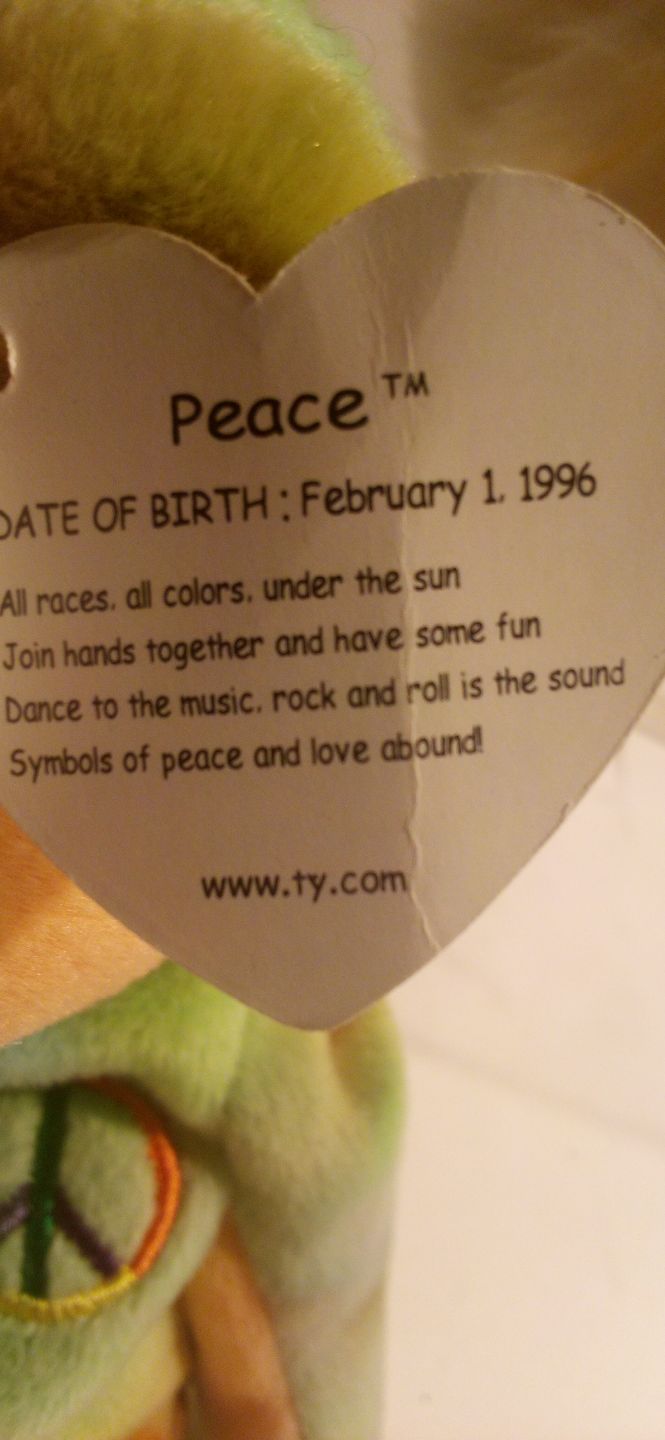 Peace™
DATE OF BIRTH : February 1, 1996
All races, all colors, under the sun
Join hands together and have some fun
Dance to the music, rock and roll is the sound
Symbols of peace and love abound!
www.ty.com